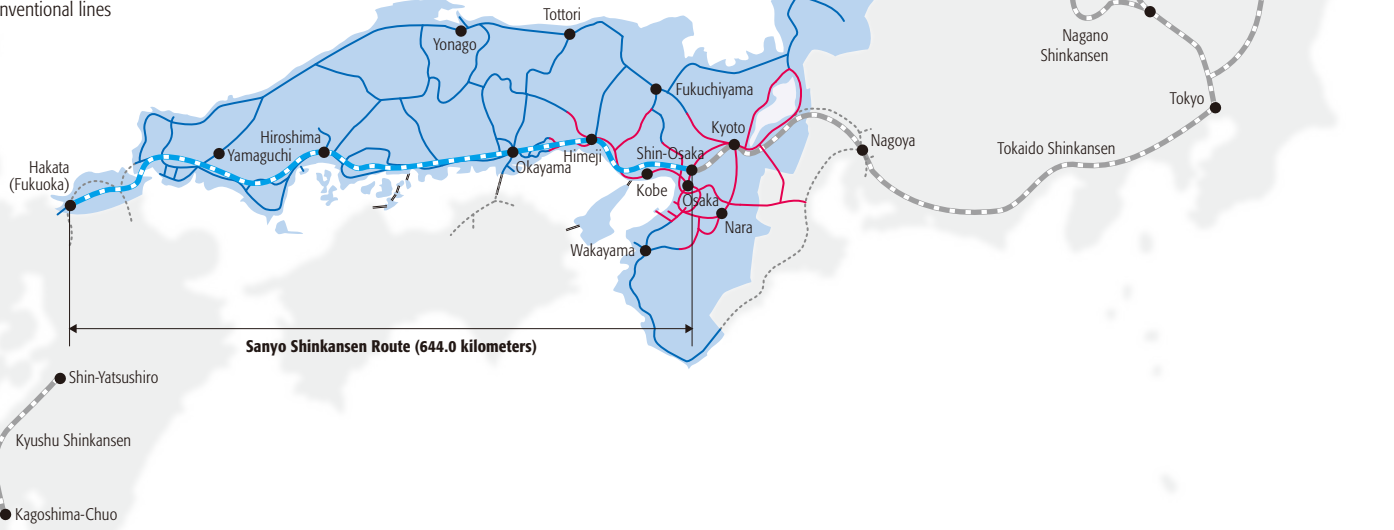 nventional lines
Tottori
Yonago
Nagano
Shinkansen
Fukuchiyama
Tokyo
Kyoto
Hiroshima
Yamaguchi
Himeji
Shin-Osaka
Nagoya
Tokaido Shinkansen
Hakata
(Fukuoka)
Okayama
Kobe
Osaka
Nara
Wakayama
Sanyo Shinkansen Route (644.0 kilometers)
Shin-Yatsushiro
Kyushu Shinkansen
Kagoshima-Chuo